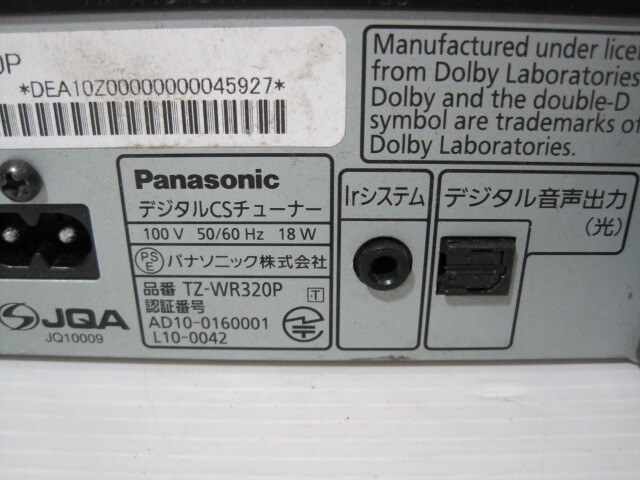 0P
*DEA10Z00000000045927*
Manufactured under licen
from Dolby Laboratories
Dolby and the double-D
symbol are trademarks of
Dolby Laboratories.
Panasonic
デジタルCSチューナー
100 V 50/60 Hz 18 W
PS
E
パナソニック株式会社
品番 TZ-WR320P
T
認証番号
AD10-0160001
L10-0042
Irシステム
デジタル音声出力
(光)
JQA
JQ10009